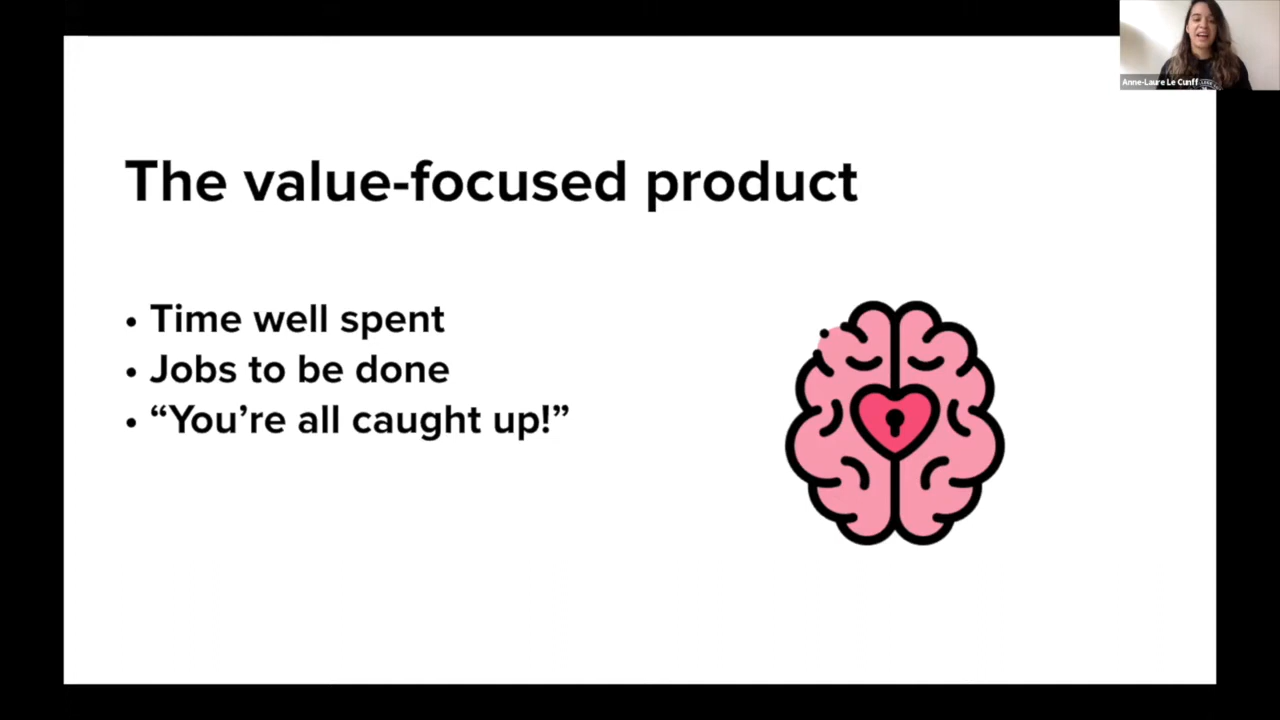 Anne-Laure Le Cunff
The value-focused product
• Time well spent
• Jobs to be done
• “You’re all caught up!”